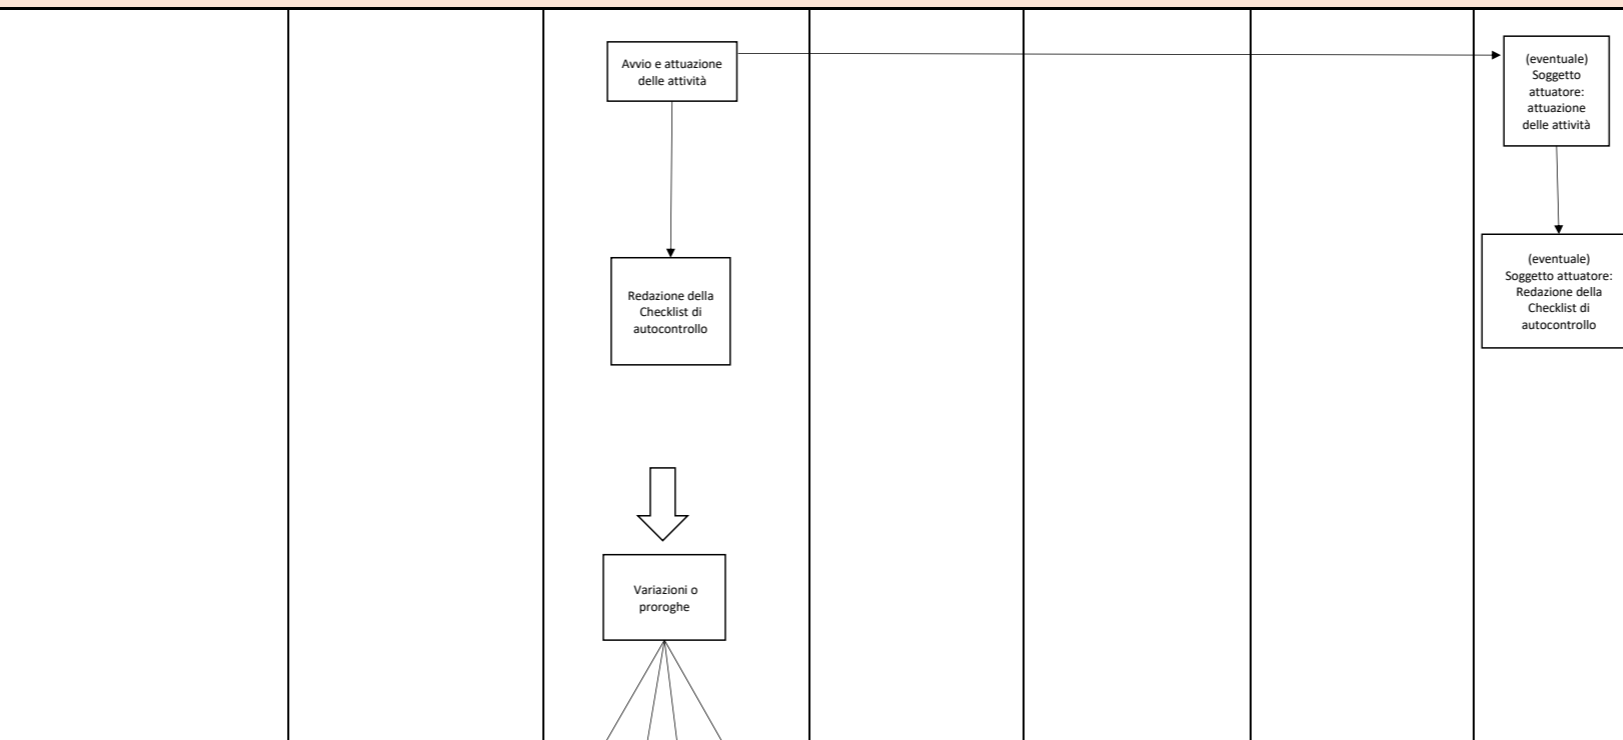 Avvio e attuazione
delle attività
(eventuale)
Soggetto
attuatore:
attuazione
delle attività
Redazione della
Checklist di
autocontrollo
(eventuale)
Soggetto attuatore:
Redazione della
Checklist di
autocontrollo
Variazioni o
proroghe